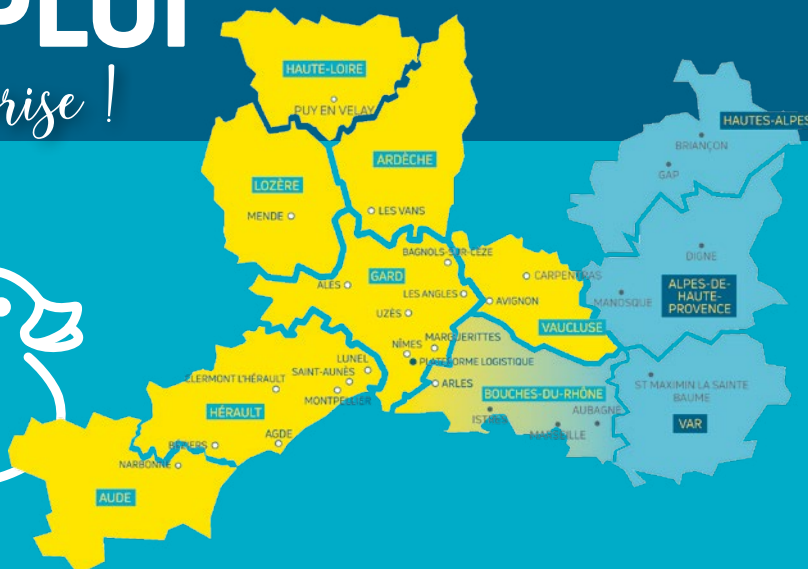 PLOI
rise !
HAUTE-LOIRE
PUY EN VELAY
HAUTES-ALPES
BRIANÇON
GAP
ARDÈCHE
LOZÈRE
MENDE
LES VANS
BAGNOLS-SUR-CÈZE
GARD
ALÈS
LES ANGLES
UZÈS
CARPENTRAS
AVIGNON
VAUCLUSE
DIGNE
MANOSQUE
ALPES-DE-
HAUTE-
PROVENCE
NÎMES
MARGUERITTES
PLATEFORME LOGISTIQUE
LUNEL
SAINT-AUNÈS
MONTPELLIER
CLERMONT L'HÉRAULT
HÉRAULT
ARLES
BOUCHES-DU-RHÔNE
ISTRES
AUBAGNE
MARSEILLE
ST MAXIMIN LA SAINTE
BAUME
VAR
AGDE
BÉZIERS
NARBONNE
AUDE